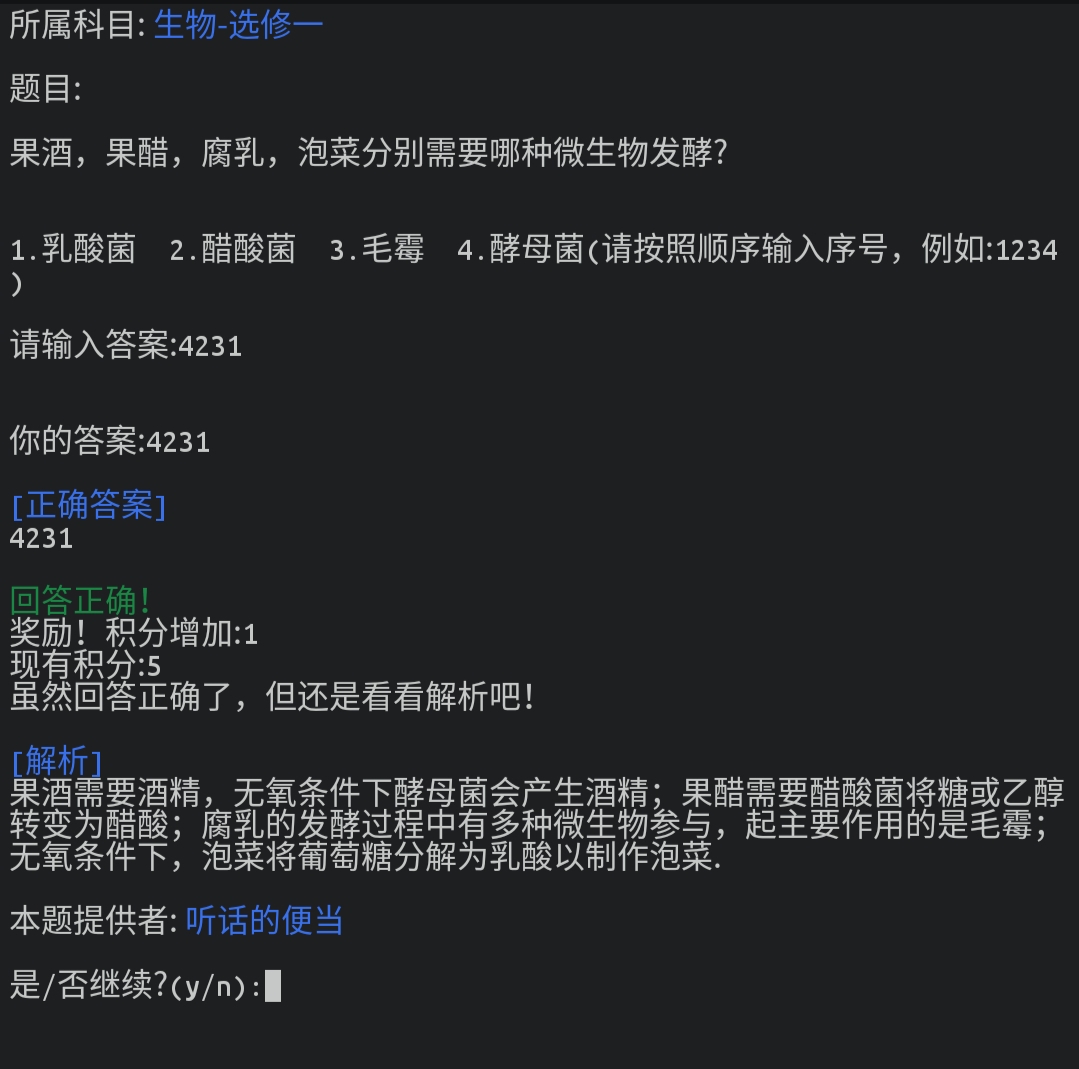 所属科目: 生物-选修一
题目:
果酒，果醋，腐乳，泡菜分别需要哪种微生物发酵?
1.乳酸菌  2.醋酸菌  3.毛霉  4.酵母菌(请按照顺序输入序号，例如:1234
)
请输入答案:4231
你的答案:4231
[正确答案]
4231
回答正确!
奖励！积分增加:1
现有积分:5
虽然回答正确了，但还是看看解析吧!
[解析]
果酒需要酒精，无氧条件下酵母菌会产生酒精；果醋需要醋酸菌将糖或乙醇
转变为醋酸；腐乳的发酵过程中有多种微生物参与，起主要作用的是毛霉；
无氧条件下，泡菜将葡萄糖分解为乳酸以制作泡菜.
本题提供者: 听话的便当
是/否继续?(y/n):